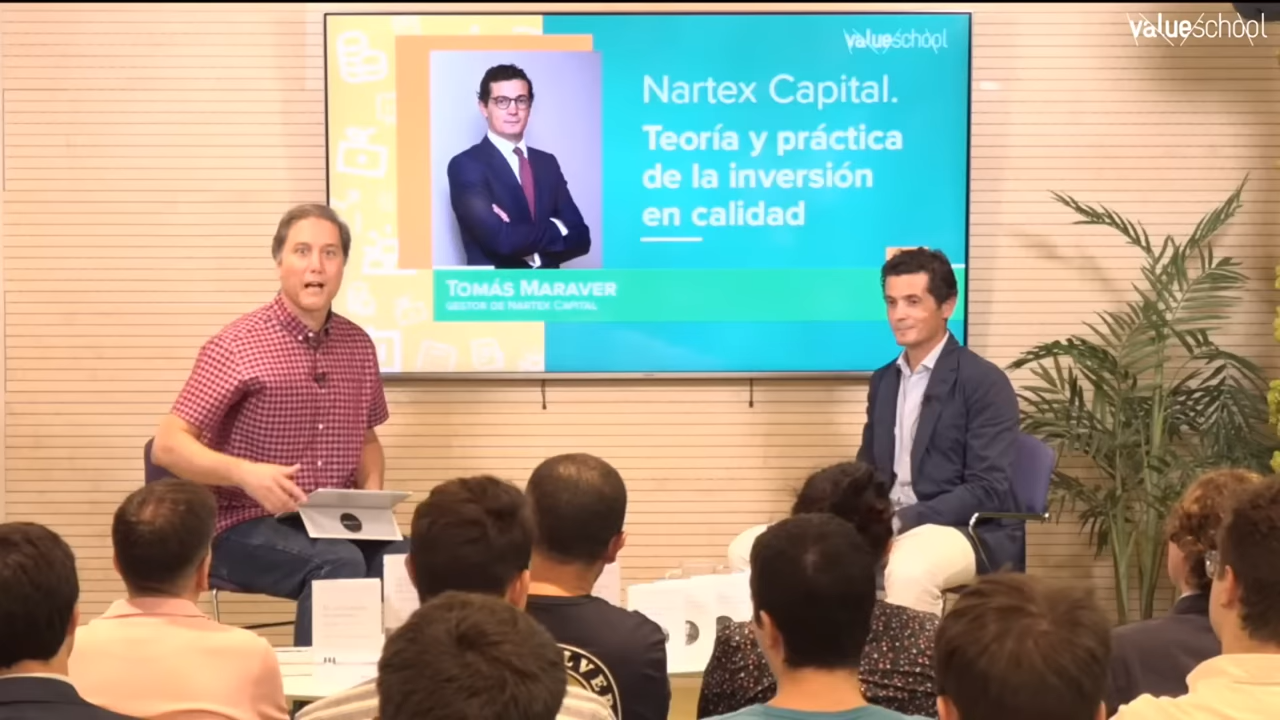 valueschool
valueschool
Nartex Capital.
Teoría y práctica
de la inversión
en calidad
TOMÁS MARAVER
GESTOR DE NARTEX CAPITAL